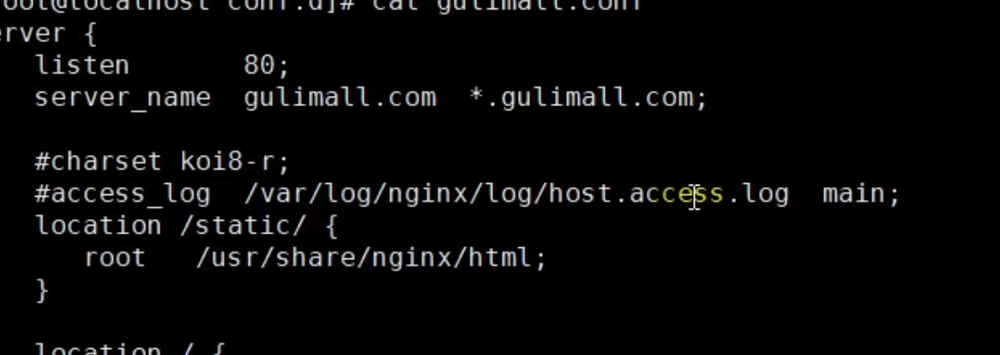 oot@localhost conf.d]# cat gulimall.conf
erver {
listen 80;
server_name gulimall.com *.gulimall.com;
#charset koi8-r;
#access_log /var/log/nginx/log/host.access.log main;
location /static/ {
root /usr/share/nginx/html;
}
location / {